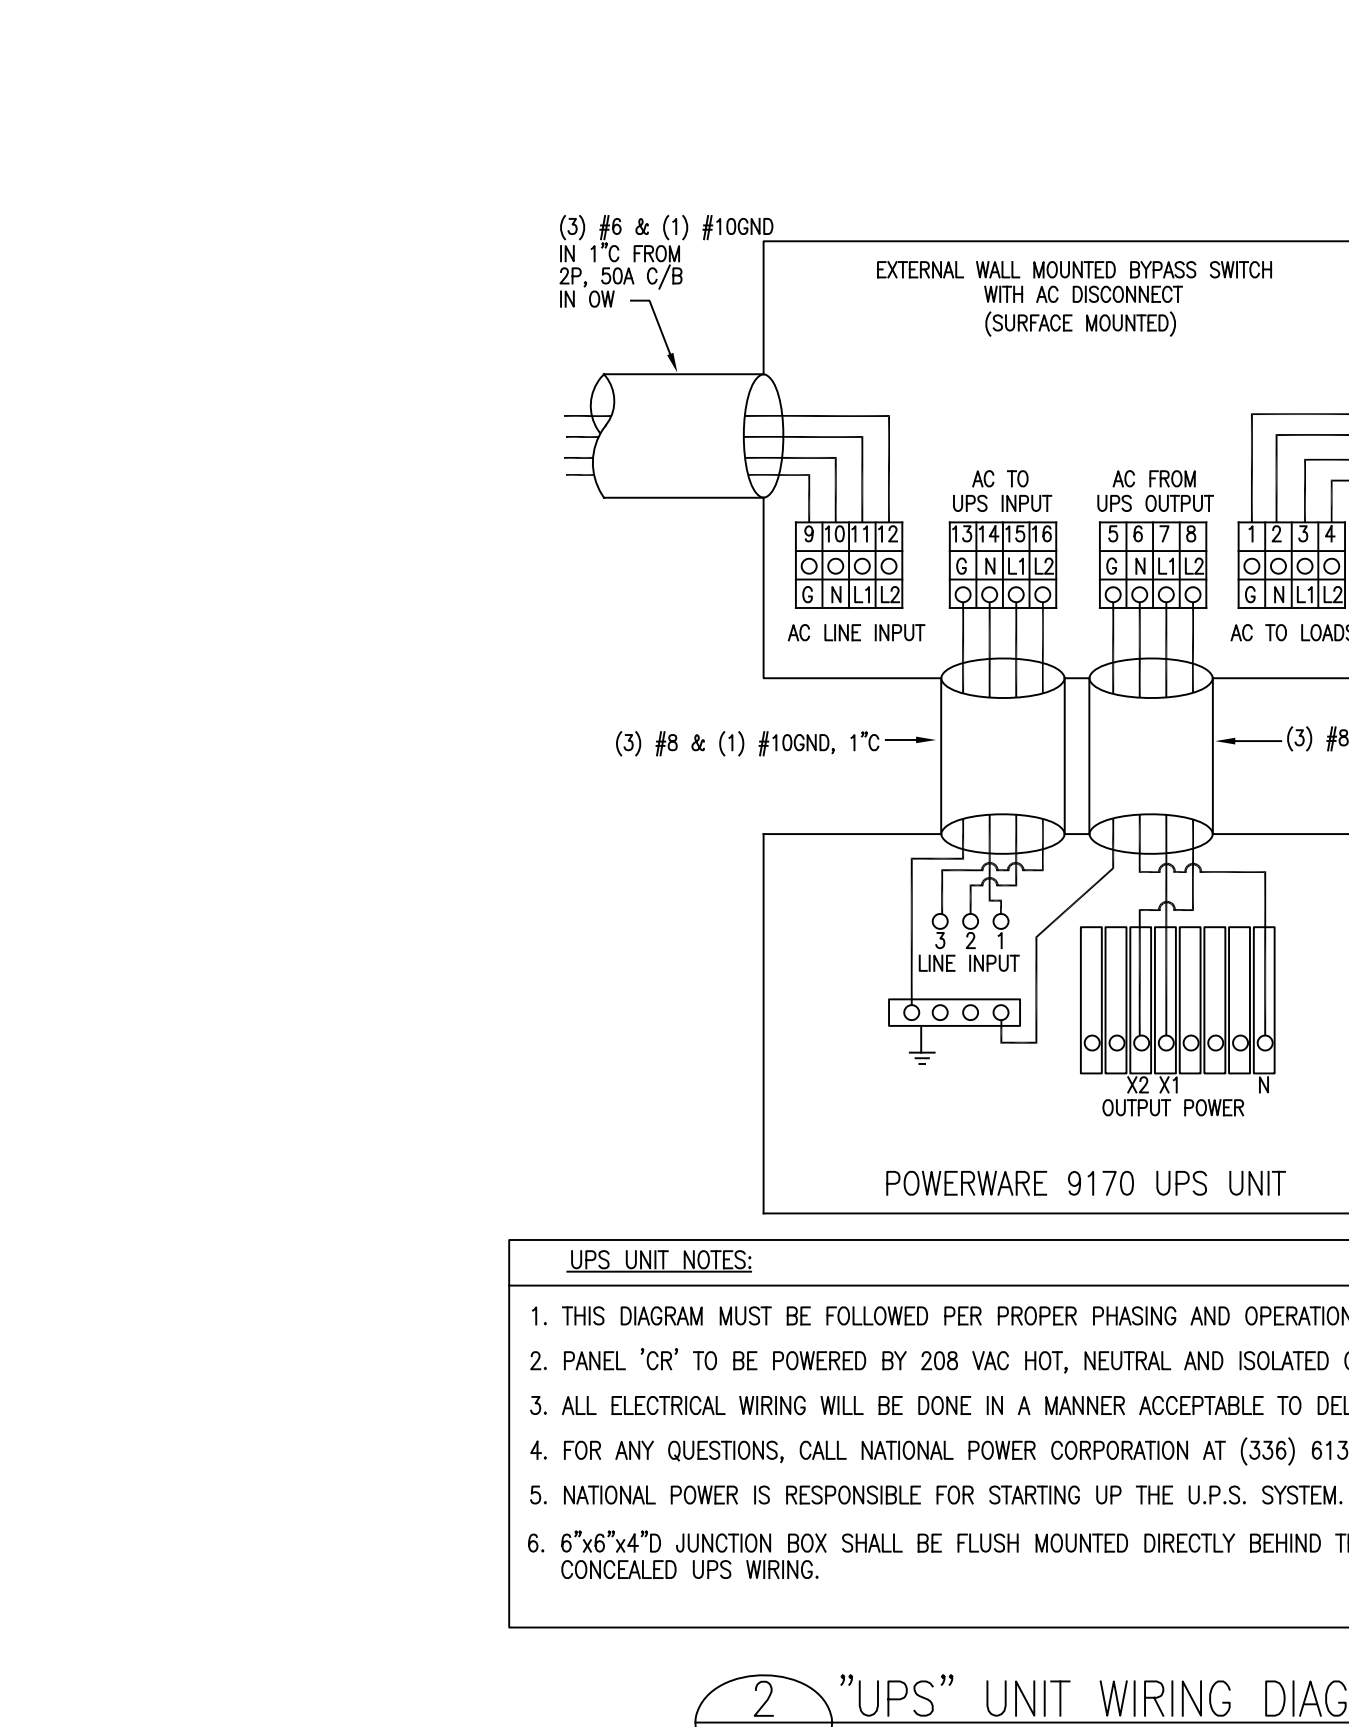 (3) #6 & (1) #10GND
IN 1"C FROM
2P, 50A C/B
IN OW
EXTERNAL WALL MOUNTED BYPASS SWITCH
WITH AC DISCONNECT
(SURFACE MOUNTED)
AC TO
UPS INPUT
AC FROM
UPS OUTPUT
9 10 11 12
G N L1 L2
AC LINE INPUT
13 14 15 16
G N L1 L2
5 6 7 8
G N L1 L2
1 2 3 4
G N L1 L2
AC TO LOADS
(3) #8 & (1) #10GND, 1"C
(3) #8
3 2 1
LINE INPUT
X2 X1 N
OUTPUT POWER
POWERWARE 9170 UPS UNIT
UPS UNIT NOTES:
1. THIS DIAGRAM MUST BE FOLLOWED PER PROPER PHASING AND OPERATION
2. PANEL 'CR' TO BE POWERED BY 208 VAC HOT, NEUTRAL AND ISOLATED
3. ALL ELECTRICAL WIRING WILL BE DONE IN A MANNER ACCEPTABLE TO DEL
4. FOR ANY QUESTIONS, CALL NATIONAL POWER CORPORATION AT (336) 613
5. NATIONAL POWER IS RESPONSIBLE FOR STARTING UP THE U.P.S. SYSTEM.
6. 6"x6"x4"D JUNCTION BOX SHALL BE FLUSH MOUNTED DIRECTLY BEHIND
CONCEALED UPS WIRING.
2 "UPS" UNIT WIRING DIAG